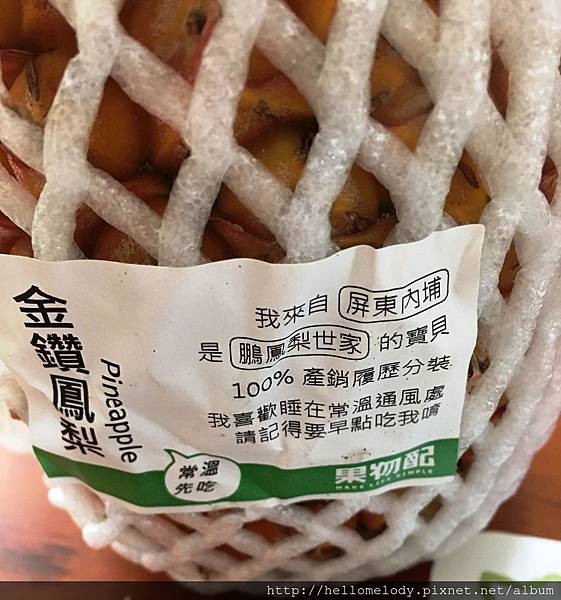 金鑽鳳梨
Pineapple
我來自 屏東內埔
是 鵬鳳梨世家 的寶貝
100% 產銷履歷分裝
我喜歡睡在常溫通風處
請記得要早點吃我唷
常溫
先吃
果物配
MAKE LIFE SIMPLE
http://hellomelody.pixnet.net/album